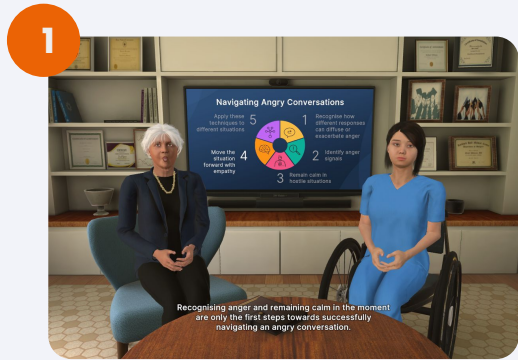 1
Navigating Angry Conversations
Apply these
techniques to
different situations
5
1
Recognise how
different responses
can diffuse or
exacerbate anger
Move the
situation
forward with
empathy
4
2
Identify anger
signals
3
Remain calm in
hostile situations
Recognising anger and remaining calm in the moment
are only the first steps towards successfully
navigating an angry conversation.